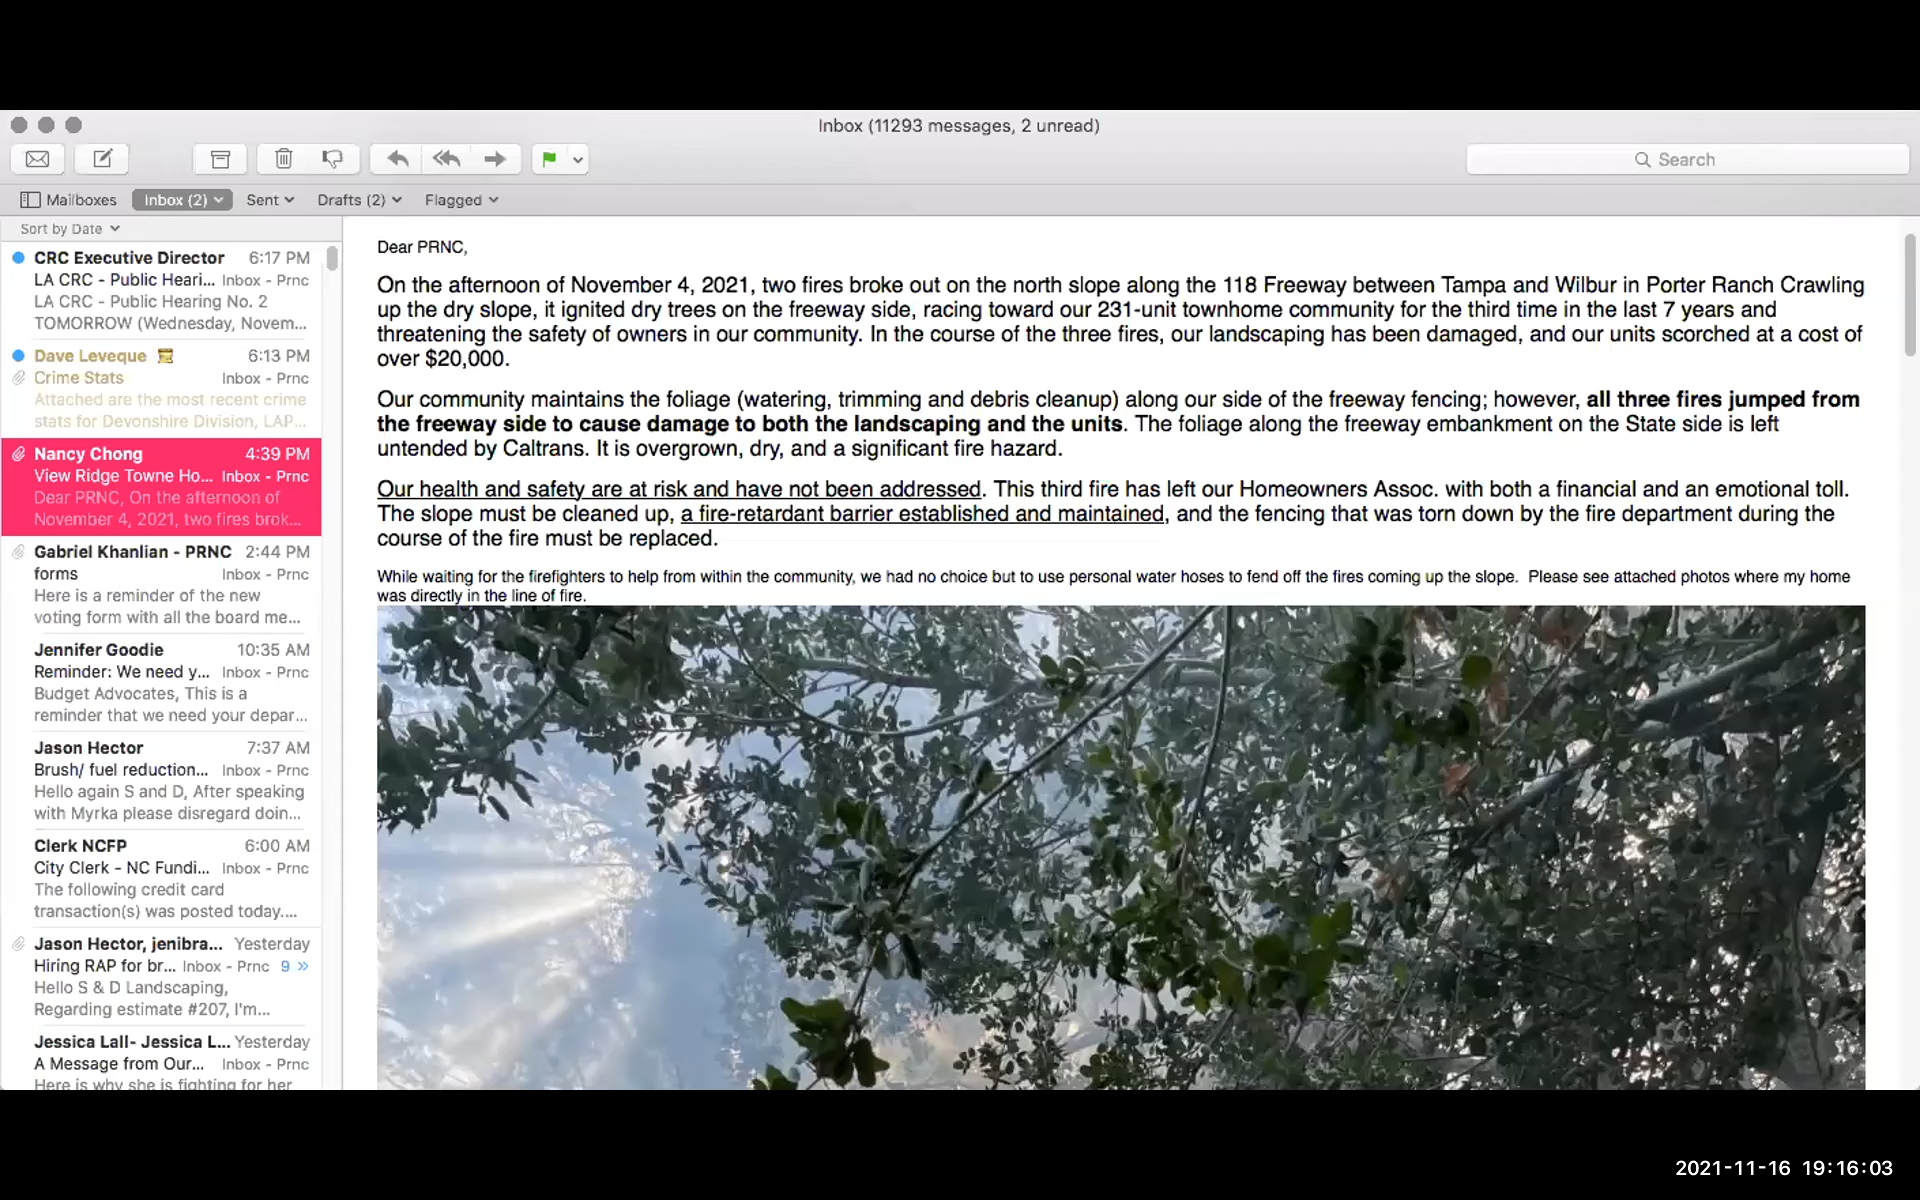 Inbox (11293 messages, 2 unread)
Search
Mailboxes
Inbox (2)
Sent
Drafts (2)
Flagged
Sort by Date
CRC Executive Director 6:17 PM
LA CRC - Public Heari... Inbox - Prnc
LA CRC - Public Hearing No. 2
TOMORROW (Wednesday, Novem...
Dave Leveque 6:13 PM
Crime Stats Inbox - Prnc
Attached are the most recent crime
stats for Devonshire Division, LAP...
Nancy Chong 4:39 PM
View Ridge Towne Ho... Inbox - Prnc
Dear PRNC, On the afternoon of
November 4, 2021, two fires brok...
Gabriel Khanlian - PRNC 2:44 PM
forms Inbox - Prnc
Here is a reminder of the new
voting form with all the board me...
Jennifer Goodie 10:35 AM
Reminder: We need y... Inbox - Prnc
Budget Advocates, This is a
reminder that we need your depar...
Jason Hector 7:37 AM
Brush/ fuel reduction... Inbox - Prnc
Hello again S and D, After speaking
with Myrka please disregard doin...
Clerk NCFP 6:00 AM
City Clerk - NC Fundi... Inbox - Prnc
The following credit card
transaction(s) was posted today....
Jason Hector, jenibra... Yesterday
Hiring RAP for br... Inbox - Prnc 9 »
Hello S & D Landscaping,
Regarding estimate #207, I'm...
Jessica Lall- Jessica L... Yesterday
A Message from Our... Inbox - Prnc
Here is why she is fighting for her
Dear PRNC,
On the afternoon of November 4, 2021, two fires broke out on the north slope along the 118 Freeway between Tampa and Wilbur in Porter Ranch Crawling
up the dry slope, it ignited dry trees on the freeway side, racing toward our 231-unit townhome community for the third time in the last 7 years and
threatening the safety of owners in our community. In the course of the three fires, our landscaping has been damaged, and our units scorched at a cost of
over $20,000.
Our community maintains the foliage (watering, trimming and debris cleanup) along our side of the freeway fencing; however, all three fires jumped from
the freeway side to cause damage to both the landscaping and the units. The foliage along the freeway embankment on the State side is left
untended by Caltrans. It is overgrown, dry, and a significant fire hazard.
Our health and safety are at risk and have not been addressed. This third fire has left our Homeowners Assoc. with both a financial and an emotional toll.
The slope must be cleaned up, a fire-retardant barrier established and maintained, and the fencing that was torn down by the fire department during the
course of the fire must be replaced.
While waiting for the firefighters to help from within the community, we had no choice but to use personal water hoses to fend off the fires coming up the slope. Please see attached photos where my home
was directly in the line of fire.
2021-11-16 19:16:03